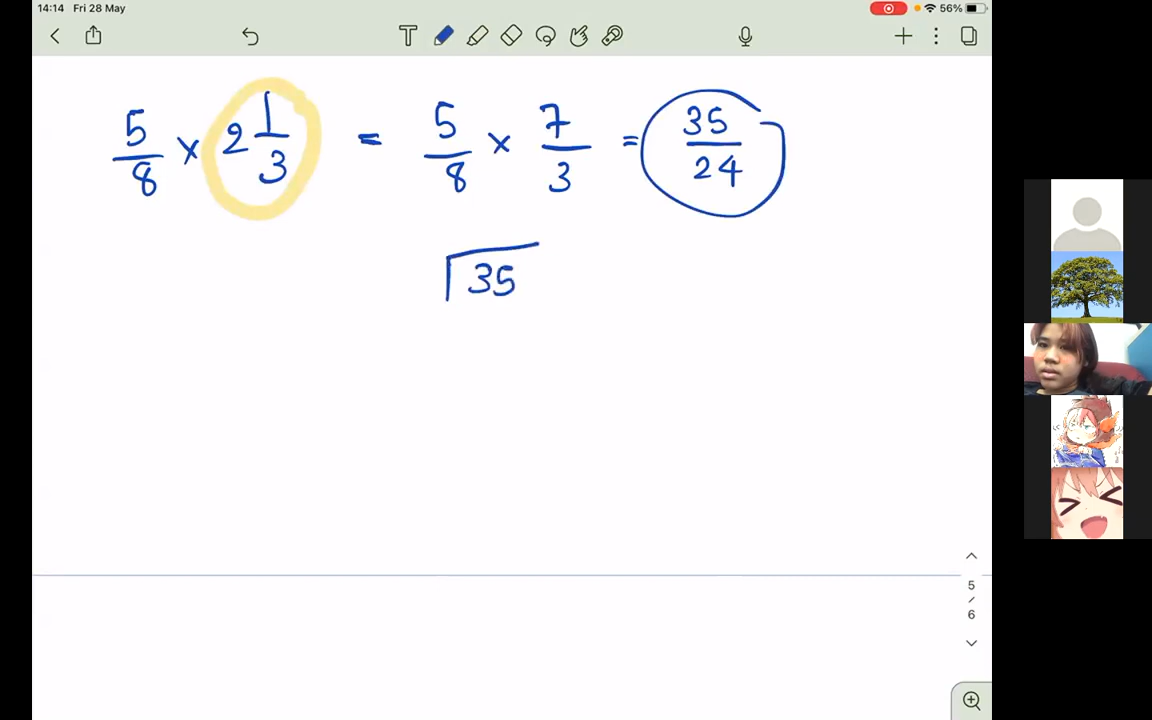 14:14 Fri 28 May 56%
5/8 × 2 1/3 = 5/8 × 7/3 = 35/24
35
5
/
6